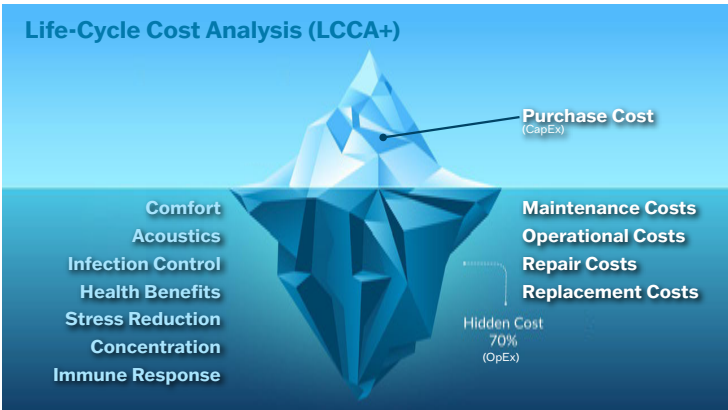 Life-Cycle Cost Analysis (LCCA+)
Purchase Cost
(CapEx)
Comfort
Acoustics
Infection Control
Health Benefits
Stress Reduction
Concentration
Immune Response
Maintenance Costs
Operational Costs
Repair Costs
Replacement Costs
Hidden Cost
70%
(OpEx)